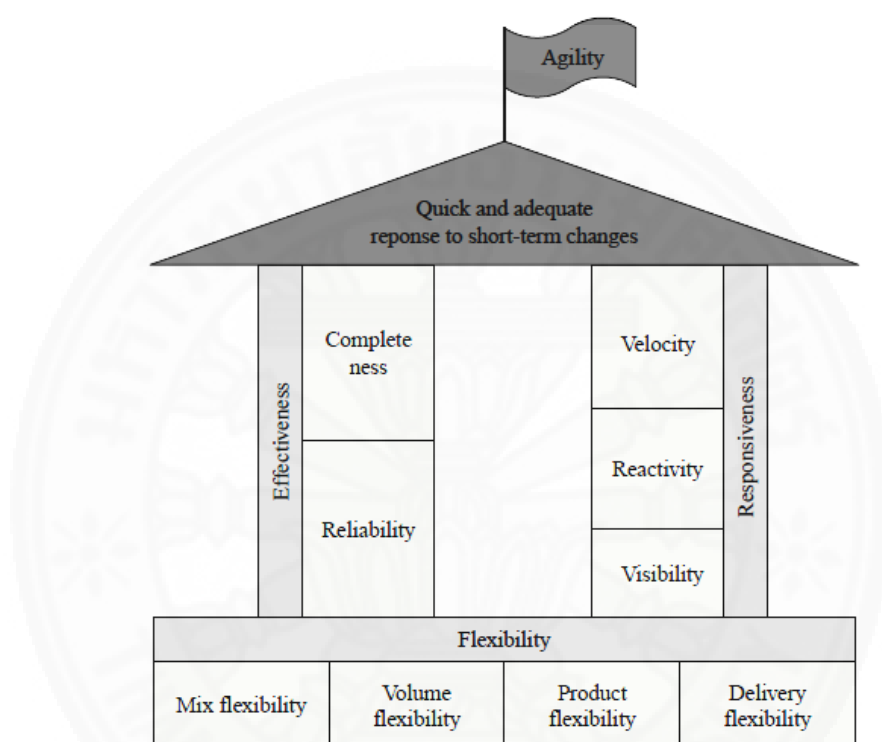 Agility
Quick and adequate
reponse to short-term changes
Effectiveness
Complete
ness
Reliability
Velocity
Reactivity
Visibility
Responsiveness
Flexibility
Mix flexibility
Volume
flexibility
Product
flexibility
Delivery
flexibility